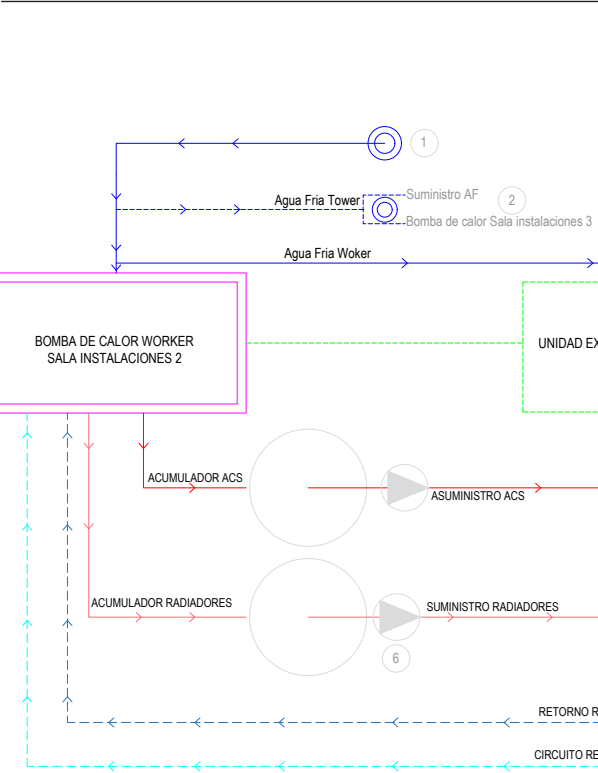 1
Agua Fria Tower
Suministro AF
2
Bomba de calor Sala instalaciones 3
Agua Fria Woker
BOMBA DE CALOR WORKER
SALA INSTALACIONES 2
UNIDAD EX
ACUMULADOR ACS
ASUMINISTRO ACS
ACUMULADOR RADIADORES
SUMINISTRO RADIADORES
6
RETORNO R
CIRCUITO RE